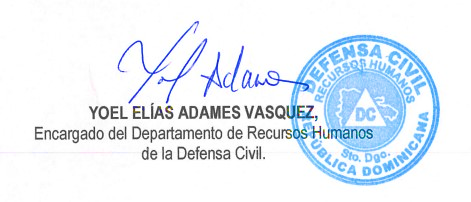 Yoel Adames
YOEL ELÍAS ADAMES VASQUEZ,
Encargado del Departamento de Recursos Humanos
de la Defensa Civil.
DEFENSA CIVIL
RECURSOS HUMANOS
DC
Sto. Dgo.
REPÚBLICA DOMINICANA